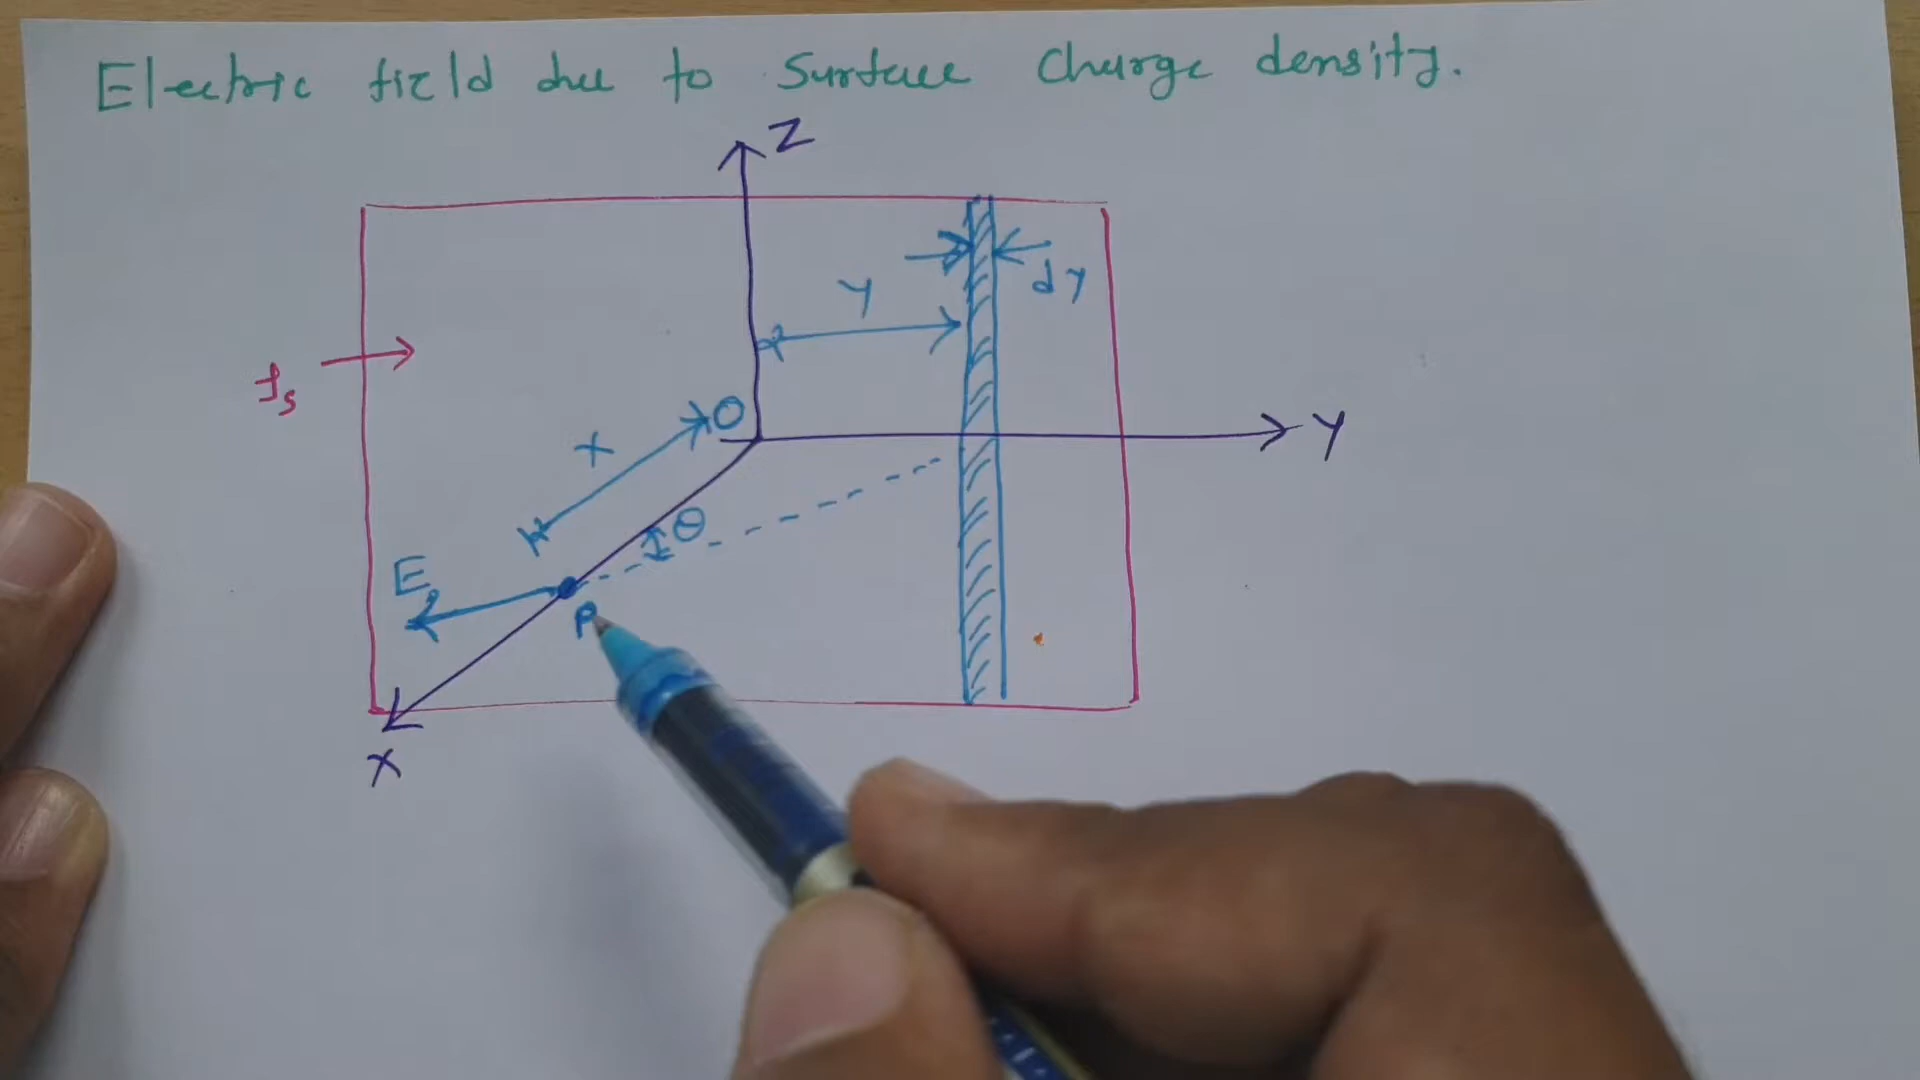 Electric field due to Surface Charge density.
Z
dy
Y
ρs
O
X
Y
θ
E
P
X